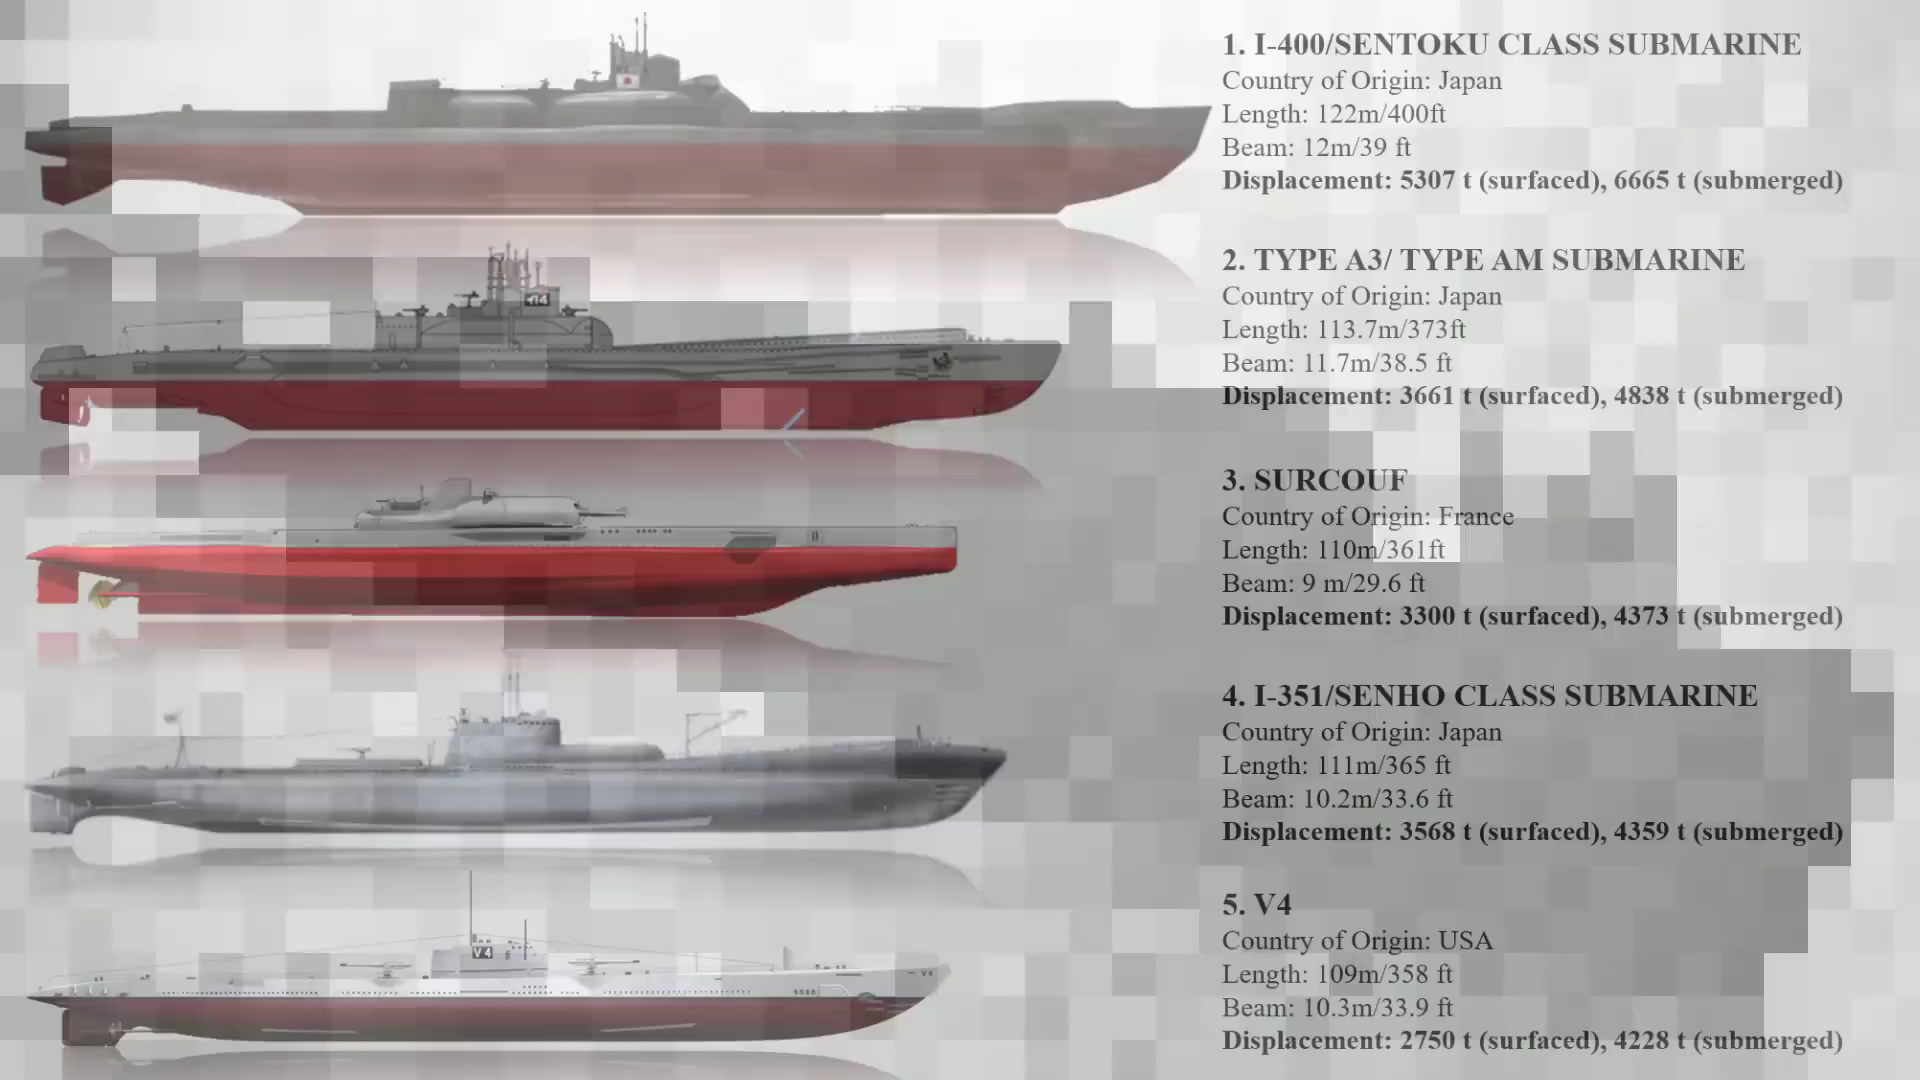 1. I-400/SENTOKU CLASS SUBMARINE
Country of Origin: Japan
Length: 122m/400ft
Beam: 12m/39 ft
Displacement: 5307 t (surfaced), 6665 t (submerged)
2. TYPE A3/ TYPE AM SUBMARINE
Country of Origin: Japan
Length: 113.7m/373ft
Beam: 11.7m/38.5 ft
Displacement: 3661 t (surfaced), 4838 t (submerged)
3. SURCOUF
Country of Origin: France
Length: 110m/361ft
Beam: 9 m/29.6 ft
Displacement: 3300 t (surfaced), 4373 t (submerged)
4. I-351/SENHO CLASS SUBMARINE
Country of Origin: Japan
Length: 111m/365 ft
Beam: 10.2m/33.6 ft
Displacement: 3568 t (surfaced), 4359 t (submerged)
V 4
V4
5. V4
Country of Origin: USA
Length: 109m/358 ft
Beam: 10.3m/33.9 ft
Displacement: 2750 t (surfaced), 4228 t (submerged)